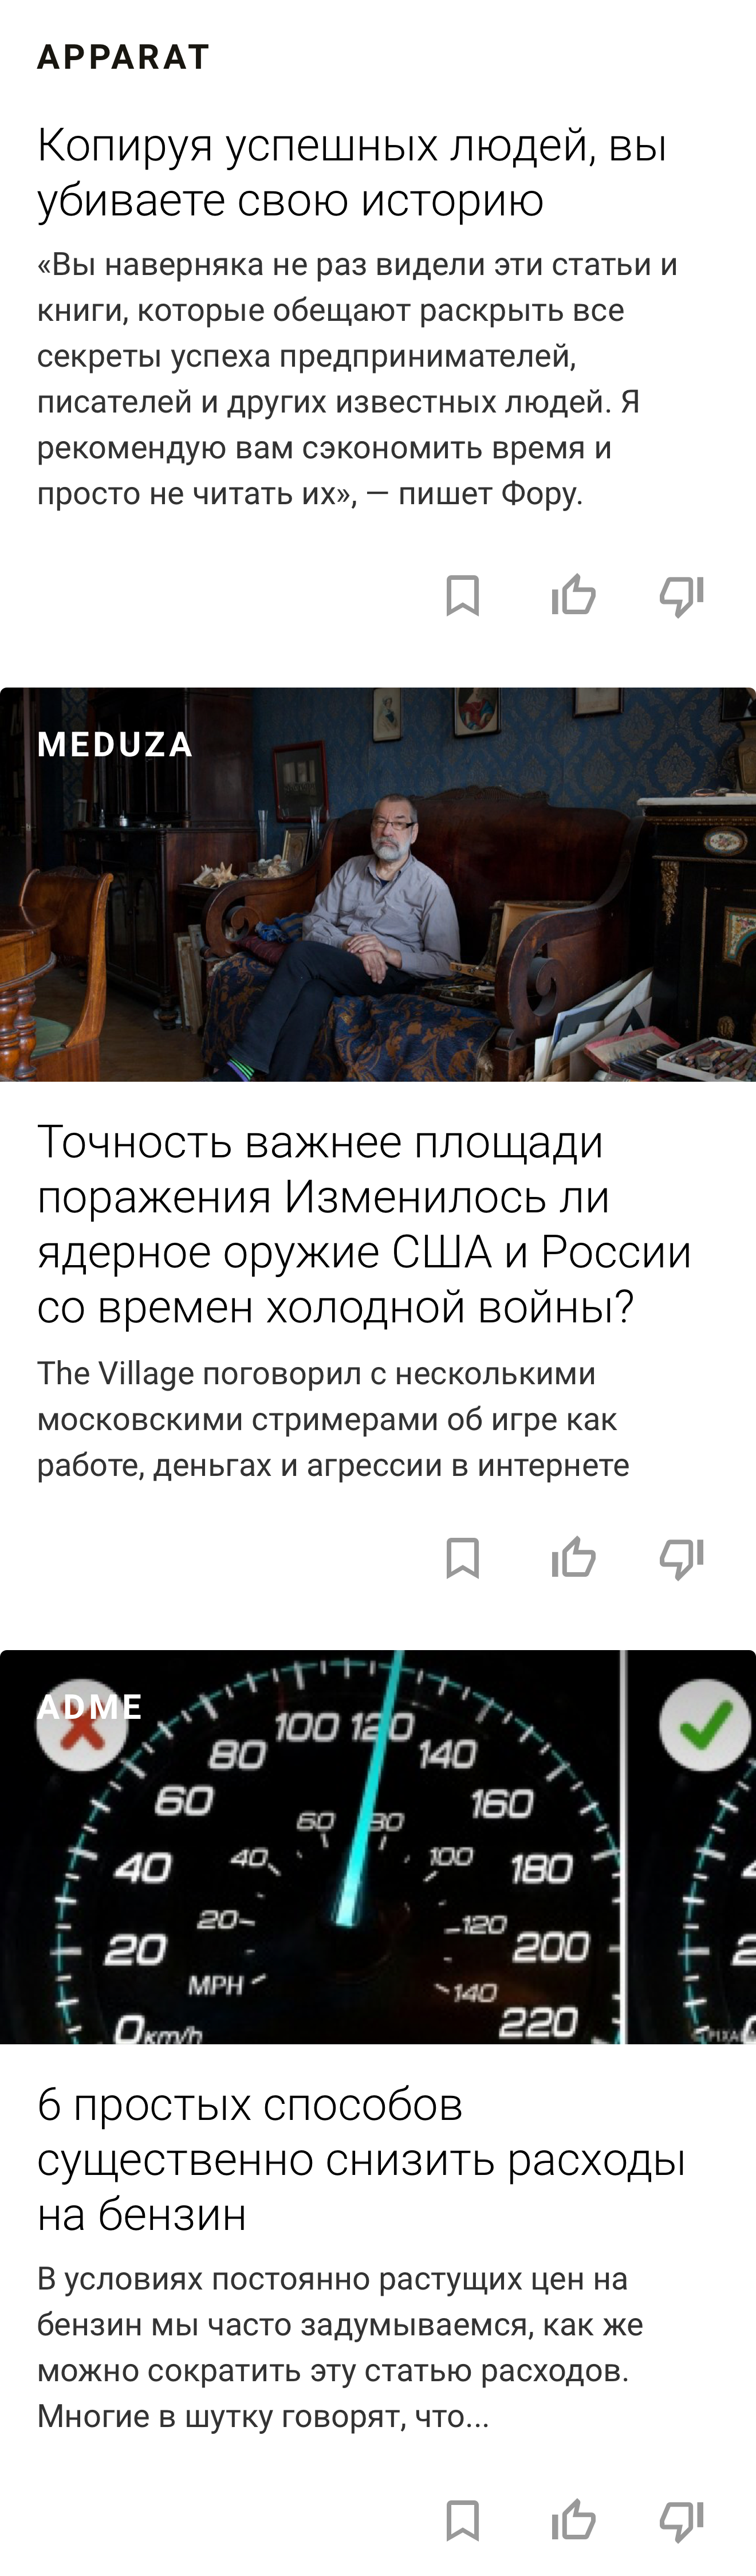 APPARAT
Копируя успешных людей, вы
убиваете свою историю
«Вы наверняка не раз видели эти статьи и
книги, которые обещают раскрыть все
секреты успеха предпринимателей,
писателей и других известных людей. Я
рекомендую вам сэкономить время и
просто не читать их», — пишет Фору.
MEDUZA
Точность важнее площади
поражения Изменилось ли
ядерное оружие США и России
со времен холодной войны?
The Village поговорил с несколькими
московскими стримерами об игре как
работе, деньгах и агрессии в интернете
ADME
100 120
80 140
60 160
60 80
40 40 100 180
20 120
20 200
MPH 140
0 km/h 220
6 простых способов
существенно снизить расходы
на бензин
В условиях постоянно растущих цен на
бензин мы часто задумываемся, как же
можно сократить эту статью расходов.
Многие в шутку говорят, что...